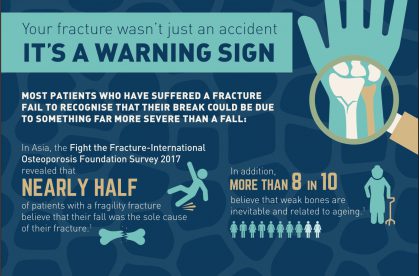 Your fracture wasn't just an accident
IT'S A WARNING SIGN
MOST PATIENTS WHO HAVE SUFFERED A FRACTURE
FAIL TO RECOGNISE THAT THEIR BREAK COULD BE DUE
TO SOMETHING FAR MORE SEVERE THAN A FALL:
In Asia, the Fight the Fracture-International
Osteoporosis Foundation Survey 2017
revealed that
NEARLY HALF
of patients with a fragility fracture
believe that their fall was the sole cause
of their fracture.¹
In addition,
MORE THAN 8 IN 10
believe that weak bones are
inevitable and related to ageing.¹